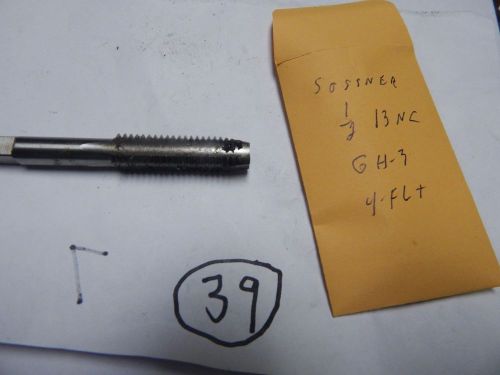 SOSSNER
1/2 13 NC
GH-3
4-FLT
39